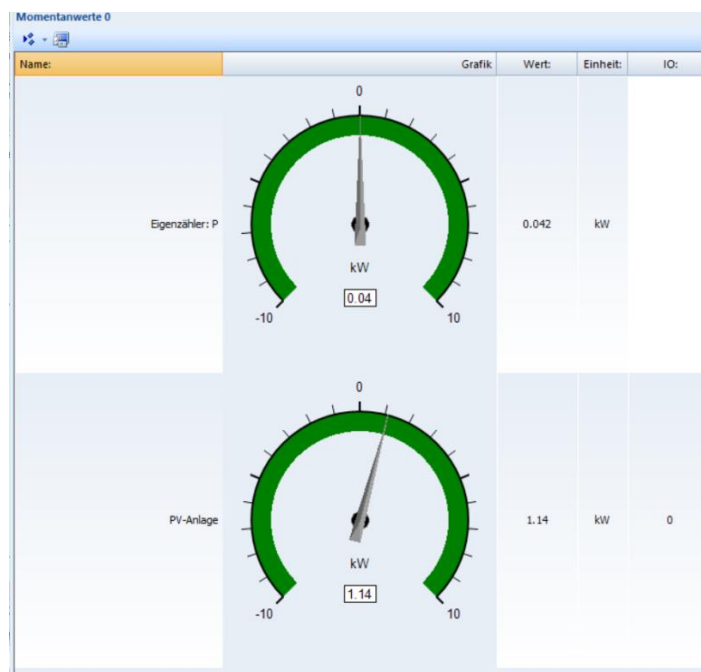 Momentanwerte 0
Name: Grafik Wert: Einheit: IO:
0
Eigenzähler: P 0.042 kW
kW
0.04
-10 10
0
PV-Anlage 1.14 kW 0
kW
1.14
-10 10